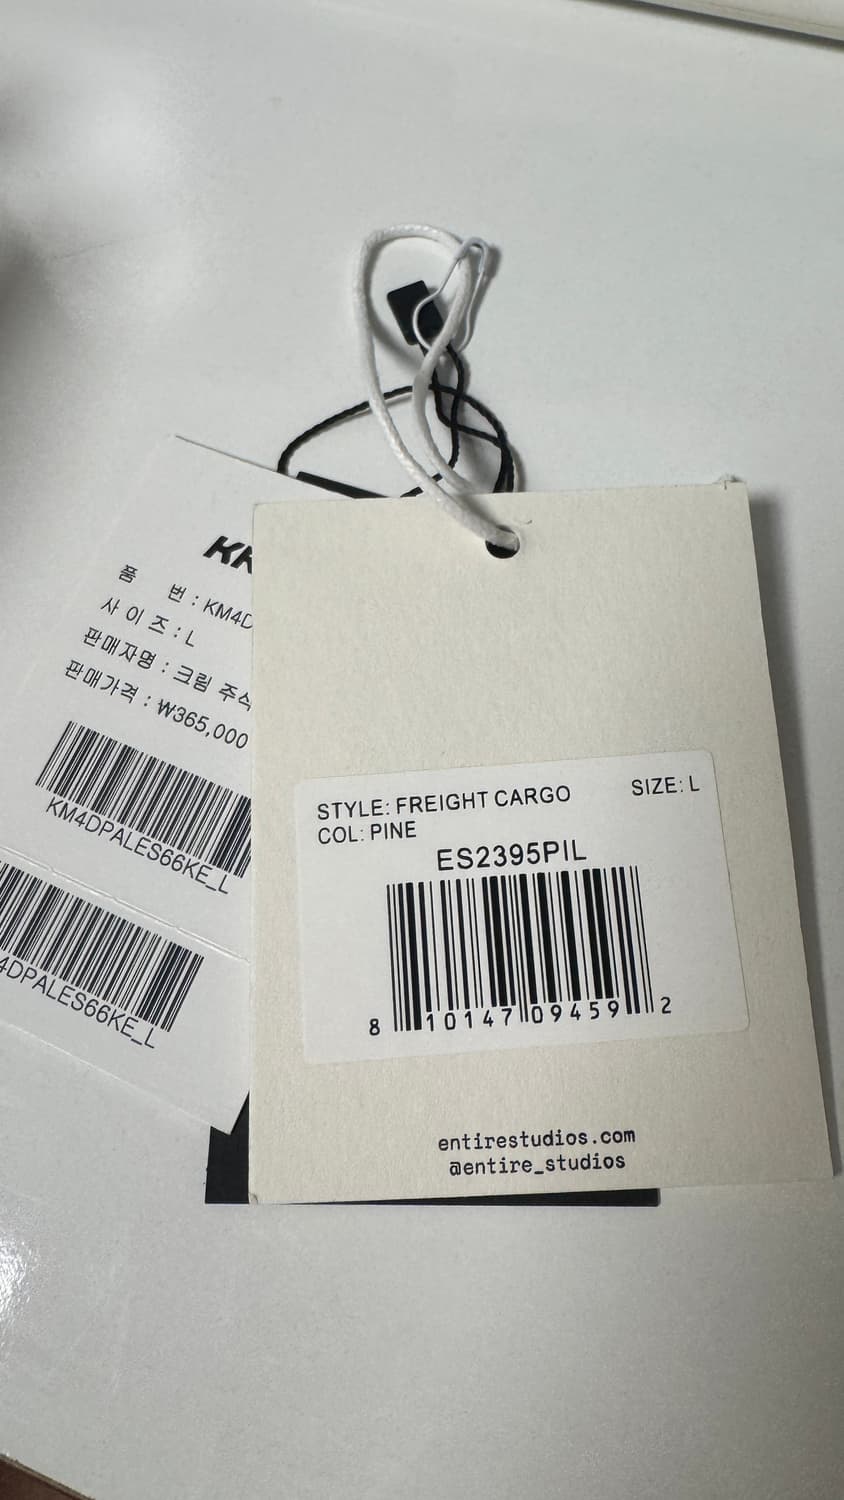 품 번 : KM4D
사 이 즈 : L
판매자명 : 크림 주식
판매가격 : ₩365,000
KM4DPALES66KE_L
4DPALES66KE_L
STYLE: FREIGHT CARGO SIZE: L
COL: PINE
ES2395PIL
8 10147 09459 2
entirestudios.com
@entire_studios